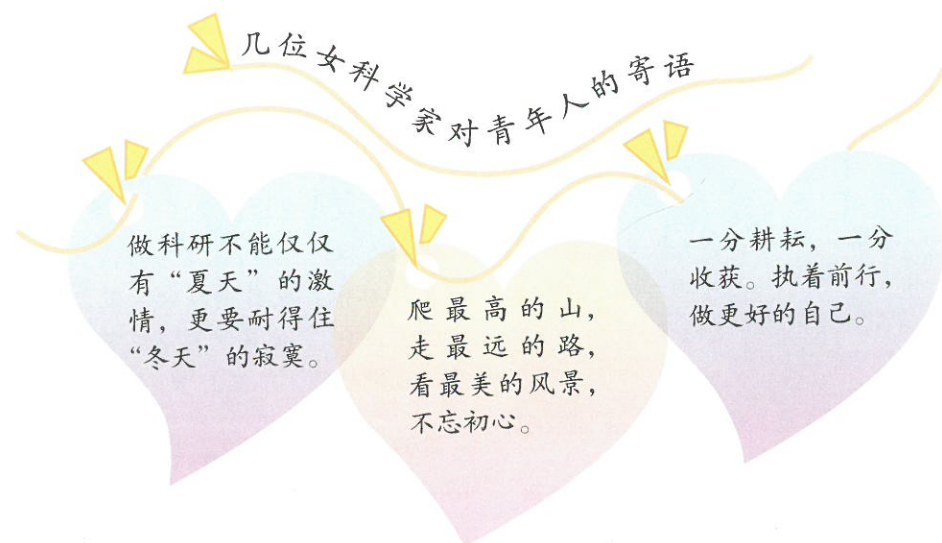 几位女科学家对青年人的寄语
做科研不能仅仅
有“夏天”的激
情，更要耐得住
“冬天”的寂寞。
爬最高的山，
走最远的路，
看最美的风景，
不忘初心。
一分耕耘，一分
收获。执着前行，
做更好的自己。